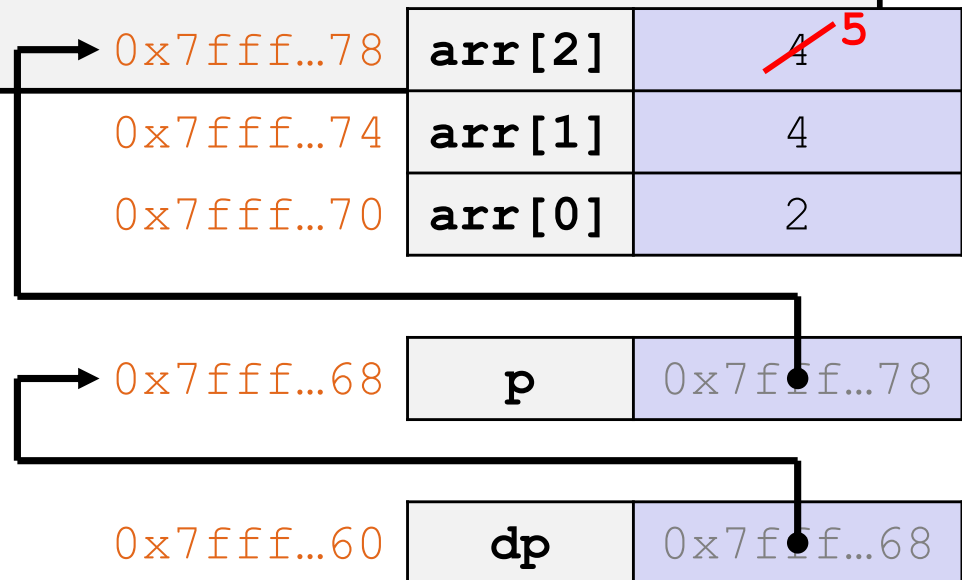 0x7fff…78 arr[2] 4 5
0x7fff…74 arr[1] 4
0x7fff…70 arr[0] 2
0x7fff…68 p 0x7fff…78
0x7fff…60 dp 0x7fff…68